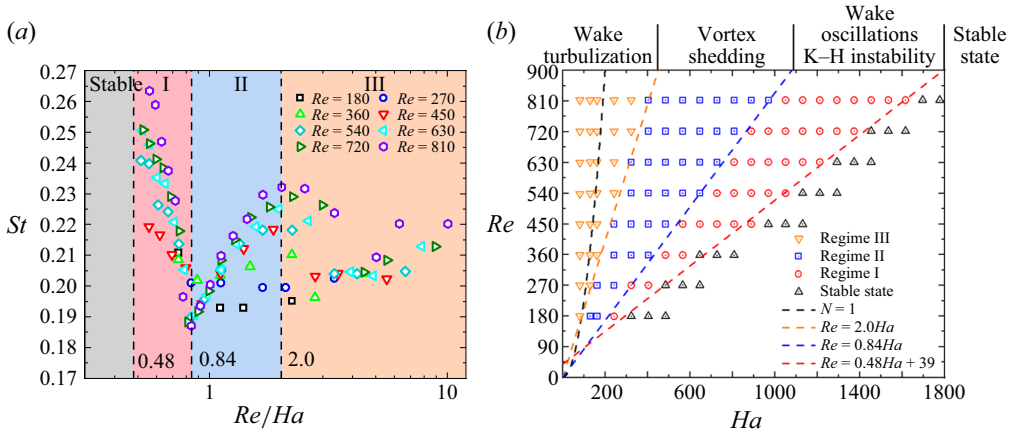 (a)
Stable I II III
Re = 180 Re = 270
Re = 360 Re = 450
Re = 540 Re = 630
Re = 720 Re = 810
0.27
0.26
0.25
0.24
0.23
0.22
0.21
0.20
0.19
0.18
0.17
St
0.48 0.84 2.0
1 10
Re/Ha
(b)
Wake turbulization
Vortex shedding
Wake oscillations K–H instability
Stable state
900
810
720
630
540
450
360
270
180
90
0
Re
Regime III
Regime II
Regime I
Stable state
N = 1
Re = 2.0Ha
Re = 0.84Ha
Re = 0.48Ha + 39
200 600 1000 1400 1800
Ha